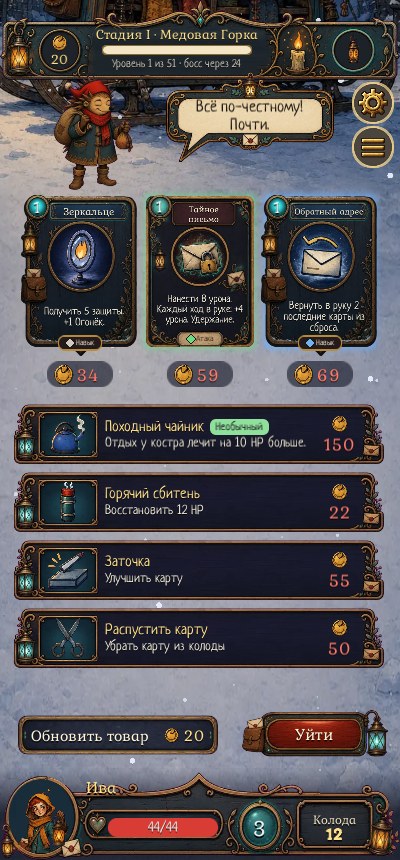 Стадия I · Медовая Горка
20
Уровень 1 из 51 · босс через 24
Всё по-честному!
Почти.
1
Зеркальце
Получить 5 защиты.
+1 Огонёк.
Навык
1
Тайное
письмо
Нанести 8 урона.
Каждый ход в руке: +4
урона. Удержание.
Атака
1
Обратный адрес
Вернуть в руку 2
последние карты из
сброса.
Навык
34
59
69
Походный чайник Необычный
Отдых у костра лечит на 10 HP больше.
150
Горячий сбитень
Восстановить 12 HP
22
Заточка
Улучшить карту
55
Распустить карту
Убрать карту из колоды
50
Обновить товар 20
Уйти
Ива
44/44
3
Колода
12